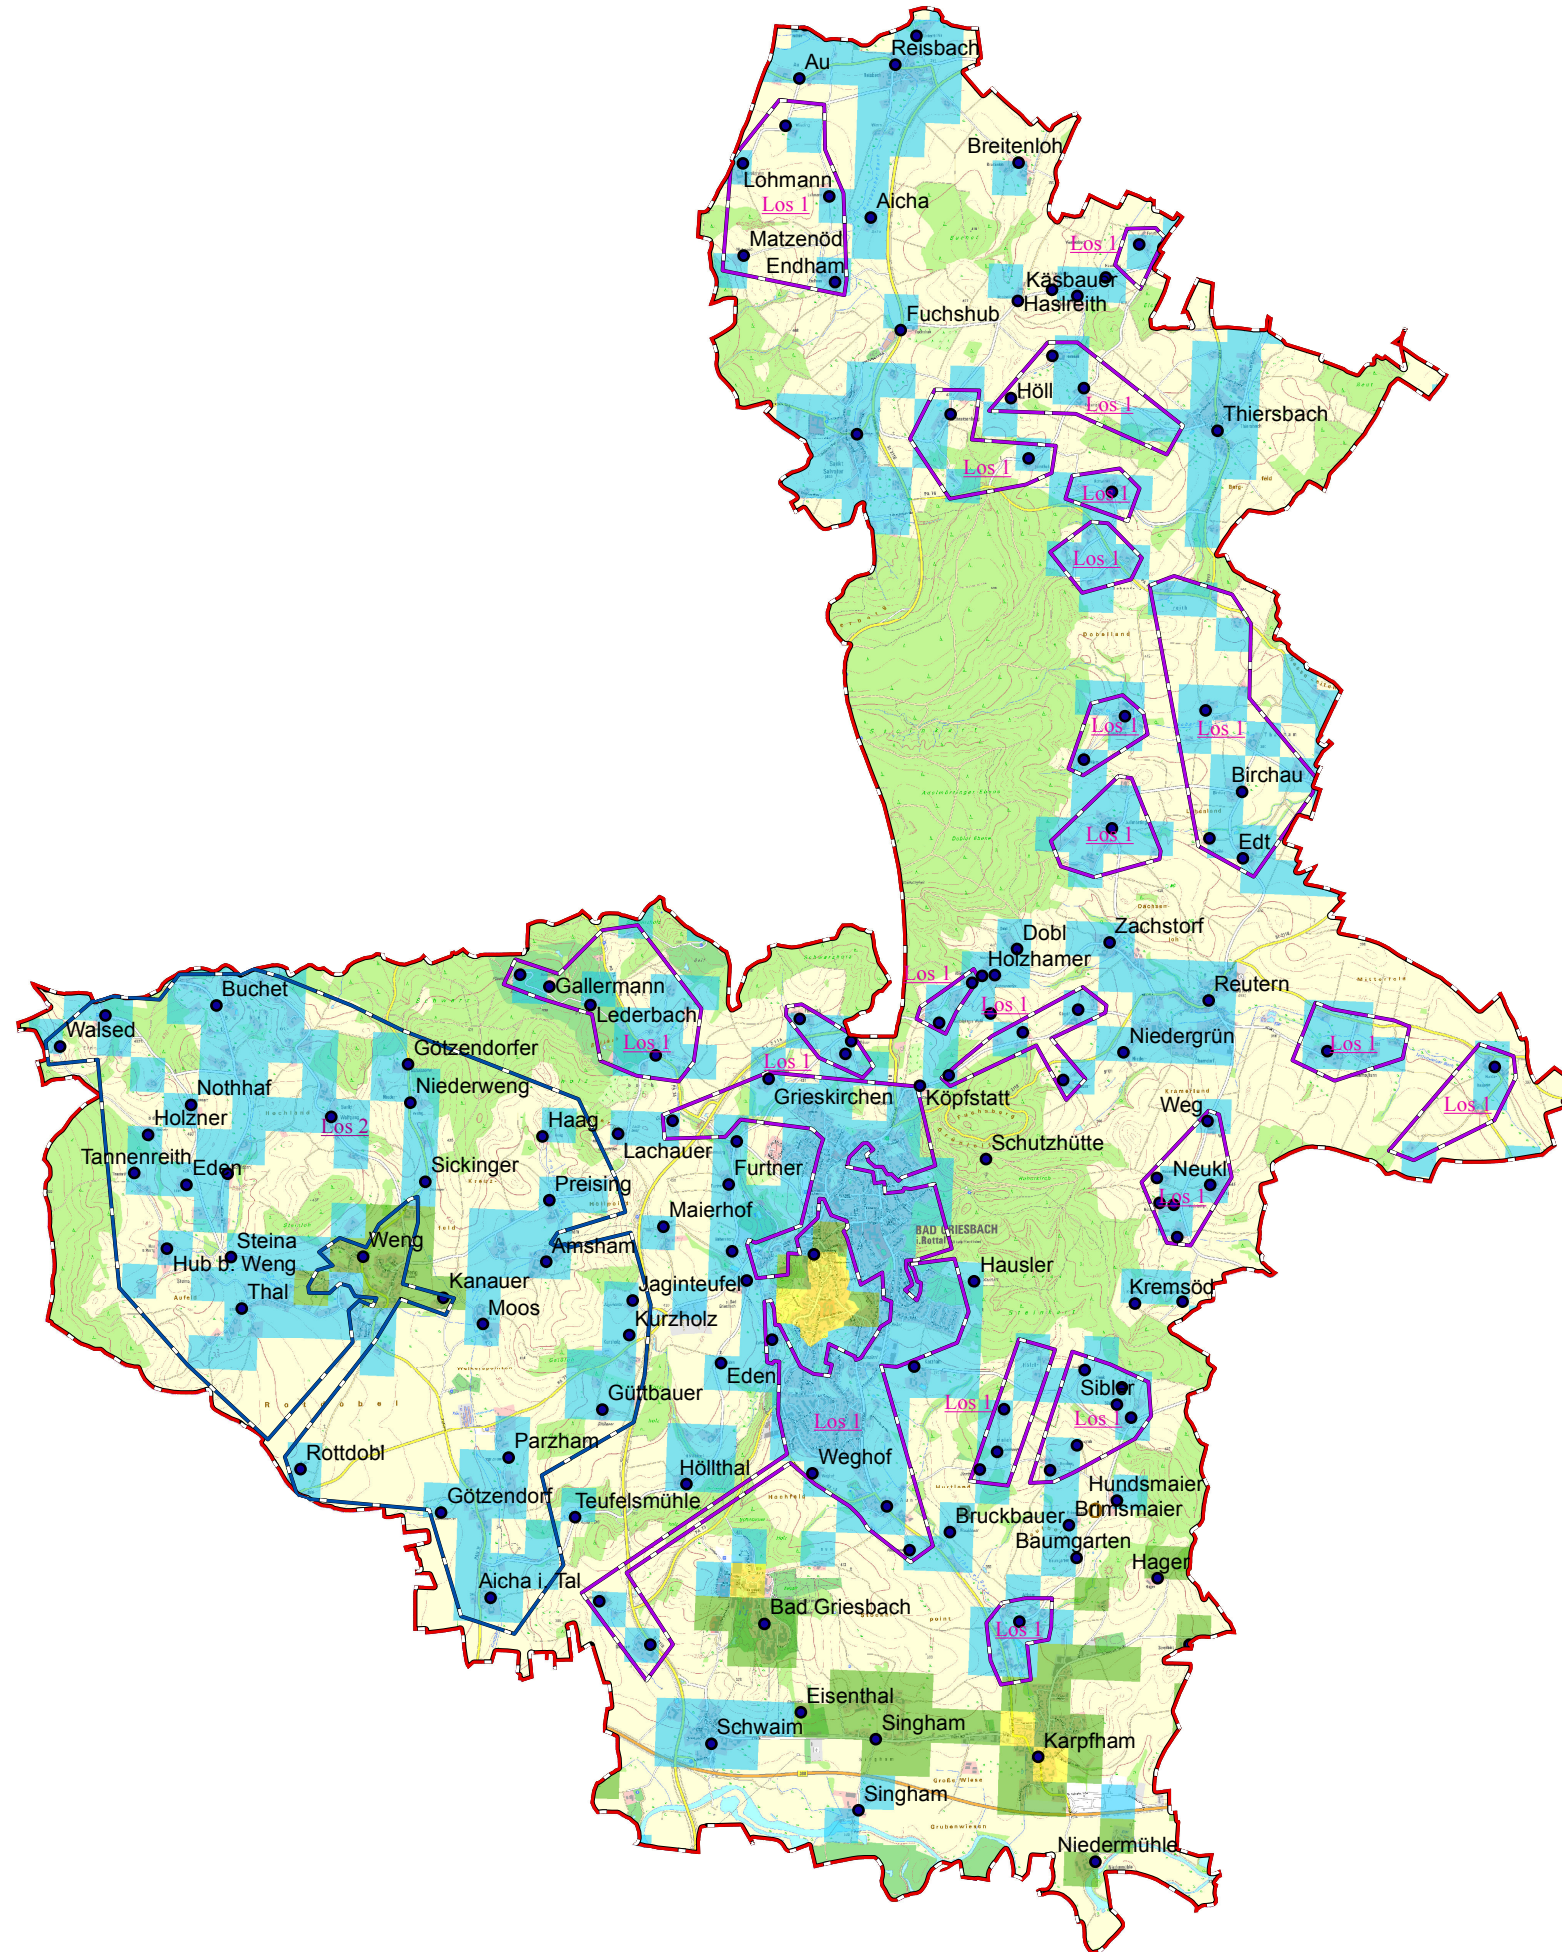 Reisbach
Au
Breitenloh
Lohmann
Los 1
Aicha
Matzenöd
Endham
Los 1
Käsbauer
Haslreith
Fuchshub
Höll
Los 1
Thiersbach
Los 1
Los 1
Los 1
Los 1
Los 1
Birchau
Los 1
Edt
Zachstorf
Dobl
Holzhamer
Los 1
Gallermann
Buchet
Reutern
Los 1
Lederbach
Walsed
Los 1
Los 1
Niedergrün
Götzendorfer
Los 1
Nothhaf
Niederweng
Grieskirchen
Köpfstatt
Los 1
Weg
Holzner
Los 2
Haag
Lachauer
Schutzhütte
Tannenreith
Eden
Sickinger
Furtner
Neukl
Preising
Los 1
Maierhof
BAD GRIESBACH
i.Rottal
Steina
Weng
Amsham
Hub b. Weng
Hausler
Kanauer
Jaginteufel
Thal
Moos
Kurzholz
Kremsöd
Eden
Sibler
Güttbauer
Los 1
Los 1
Los 1
Rottdobl
Parzham
Höllthal
Weghof
Hundsmaier
Götzendorf
Teufelsmühle
Bruckbauer
Brimsmaier
Baumgarten
Hager
Aicha i. Tal
Bad Griesbach
Los 1
Eisenthal
Schwaim
Singham
Karpfham
Singham
Niedermühle